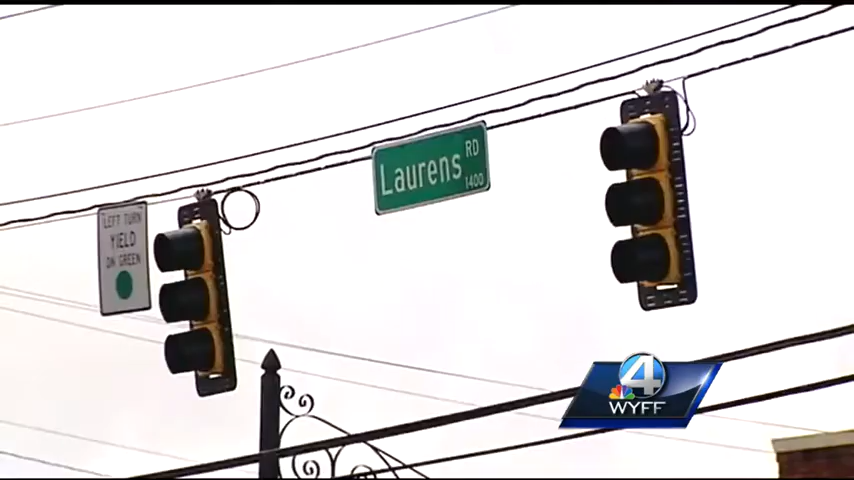 LEFT TURN
YIELD
ON GREEN
Laurens RD
1400
4
WYFF